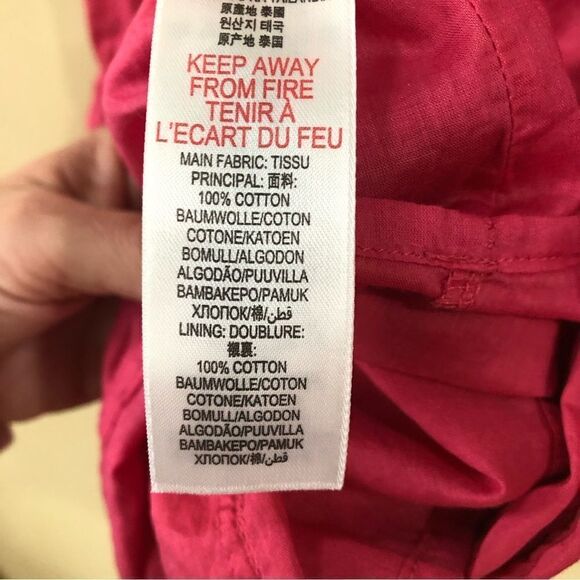 原産地 泰國
원산지 태국
原产地 泰国
KEEP AWAY
FROM FIRE
TENIR À
L'ECART DU FEU
MAIN FABRIC: TISSU
PRINCIPAL: 面料:
100% COTTON
BAUMWOLLE/COTON
COTONE/KATOEN
BOMULL/ALGODON
ALGODÃO/PUUVILLA
BAMBAKEPO/PAMUK
ХЛОПОК/棉/قطن
LINING: DOUBLURE:
襯裏:
100% COTTON
BAUMWOLLE/COTON
COTONE/KATOEN
BOMULL/ALGODON
ALGODÃO/PUUVILLA
BAMBAKEPO/PAMUK
ХЛОПОК/棉/قطن